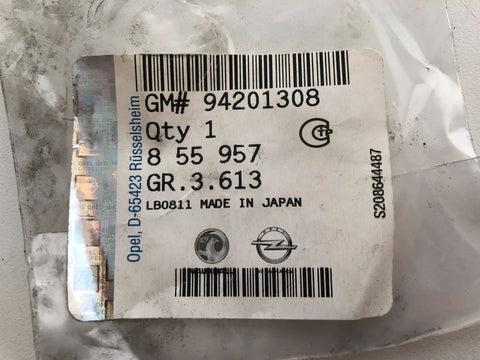 GM# 94201308
Qty 1
8 55 957
GR.3.613
LB0811 MADE IN JAPAN
Opel, D-65423 Rüsselsheim
S208644487